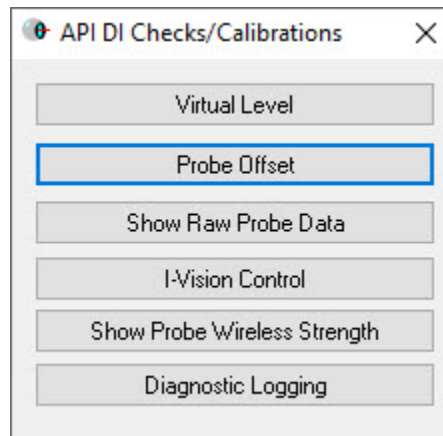 API DI Checks/Calibrations
Virtual Level
Probe Offset
Show Raw Probe Data
I-Vision Control
Show Probe Wireless Strength
Diagnostic Logging